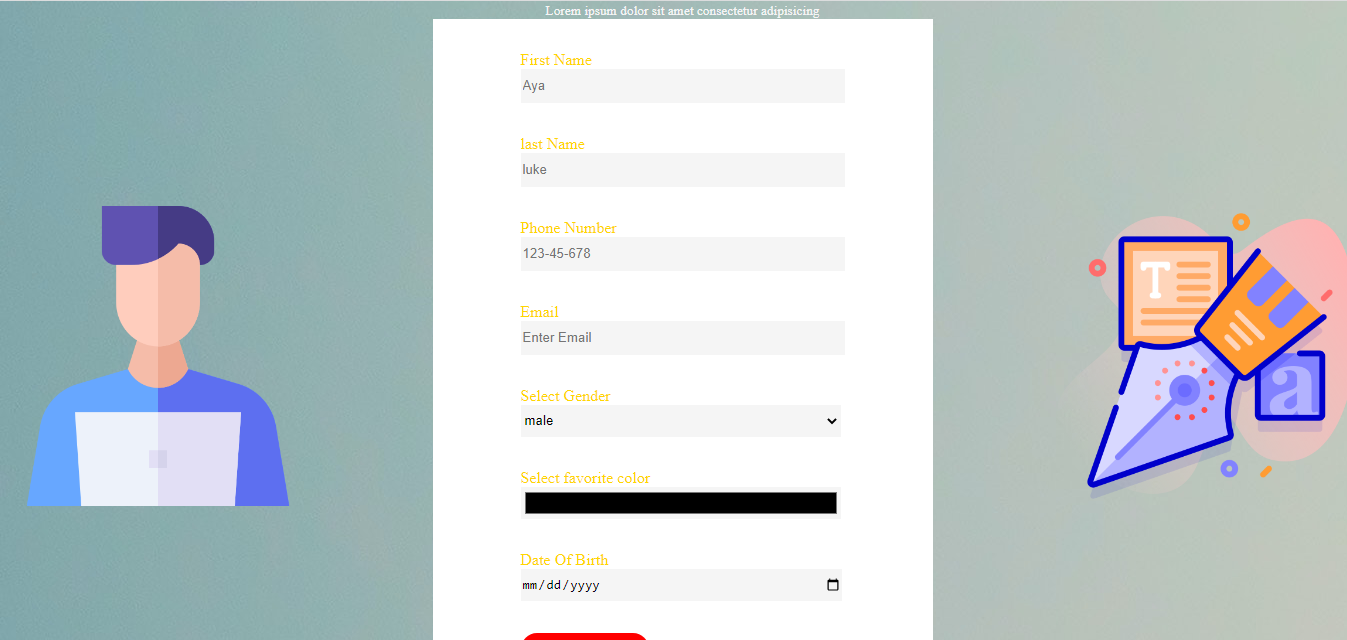 Lorem ipsum dolor sit amet consectetur adipisicing
First Name
Aya
last Name
luke
Phone Number
123-45-678
Email
Enter Email
Select Gender
male
Select favorite color
Date Of Birth
mm/dd/yyyy
T
a